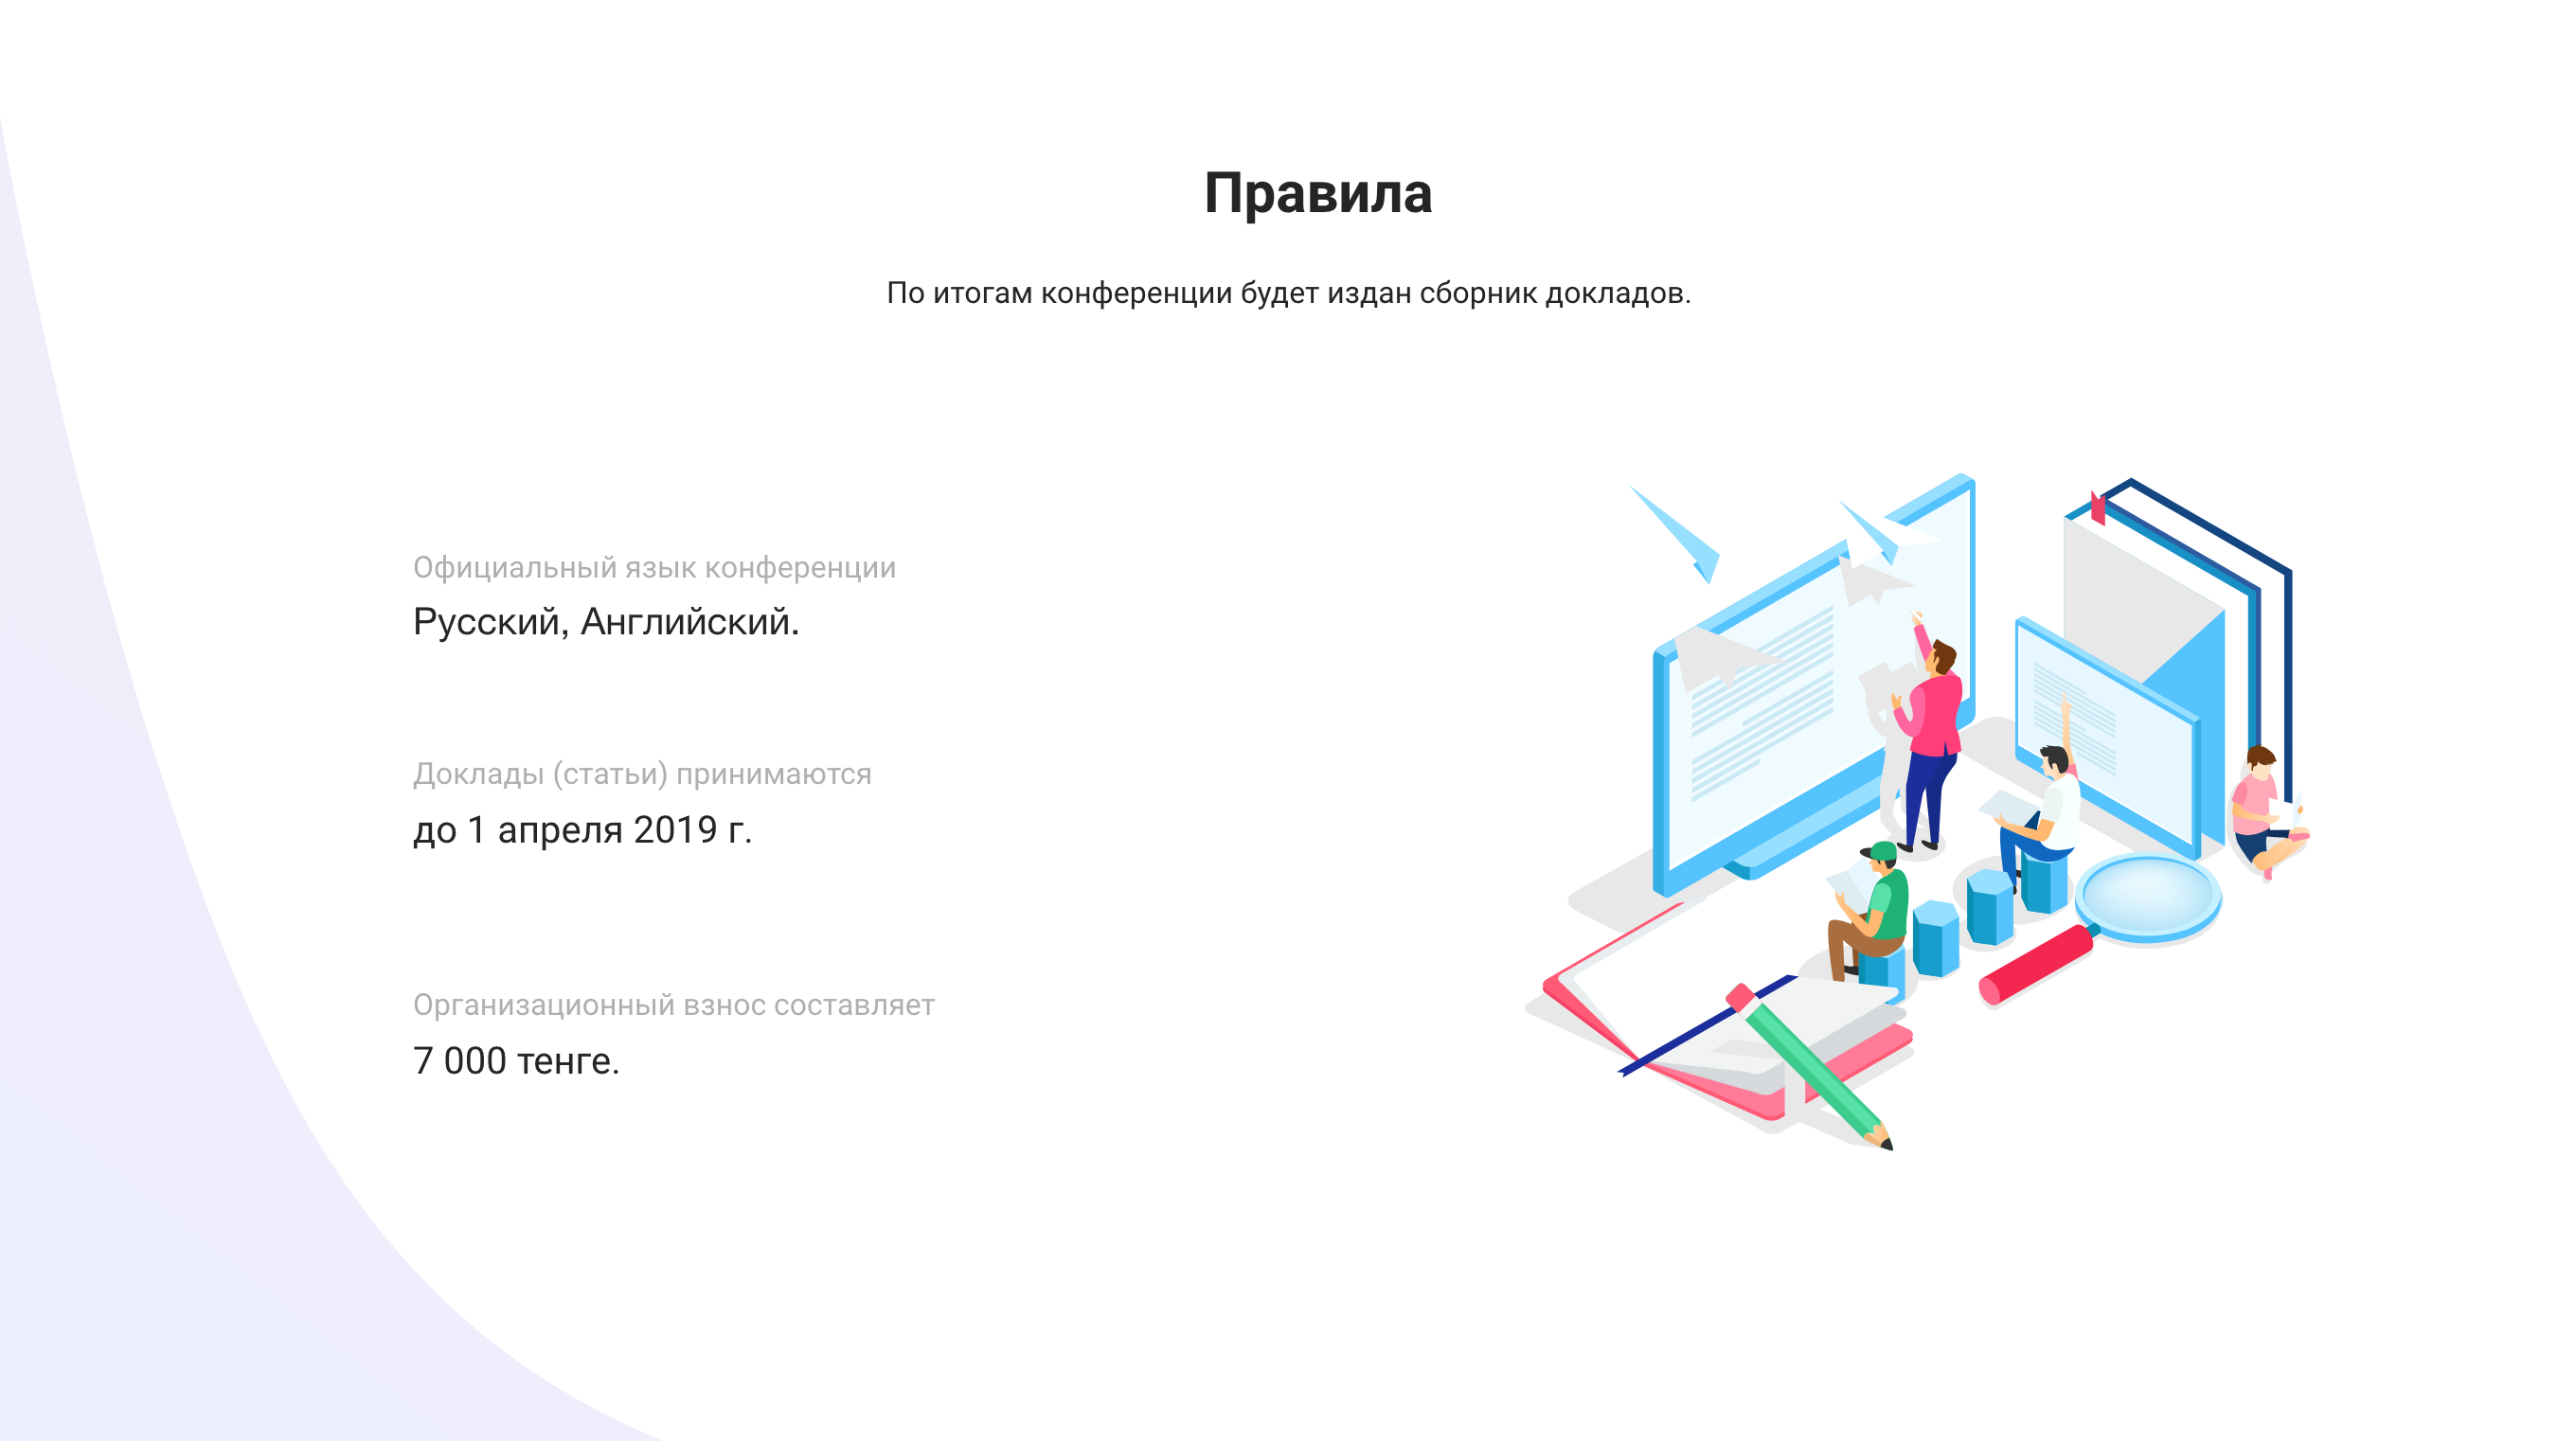 Правила
По итогам конференции будет издан сборник докладов.
Официальный язык конференции
Русский, Английский.
Доклады (статьи) принимаются
до 1 апреля 2019 г.
Организационный взнос составляет
7 000 тенге.